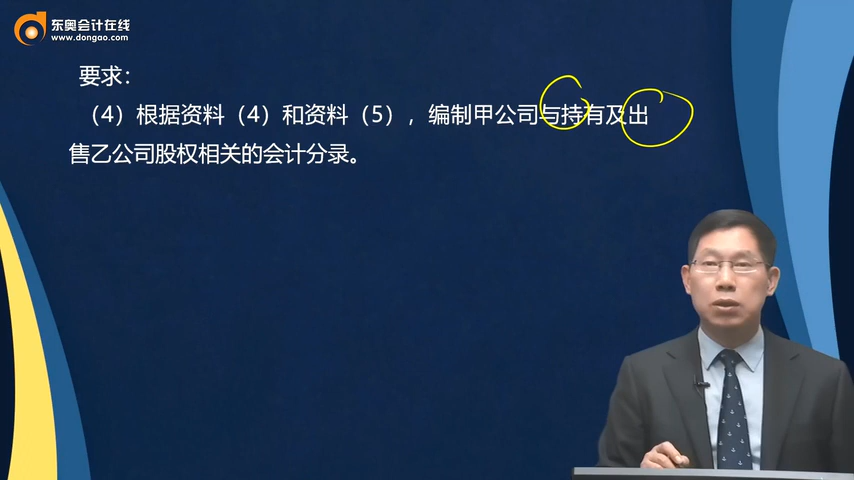 东奥会计在线
www.dongao.com
要求：
（4）根据资料（4）和资料（5），编制甲公司与持有及出
售乙公司股权相关的会计分录。